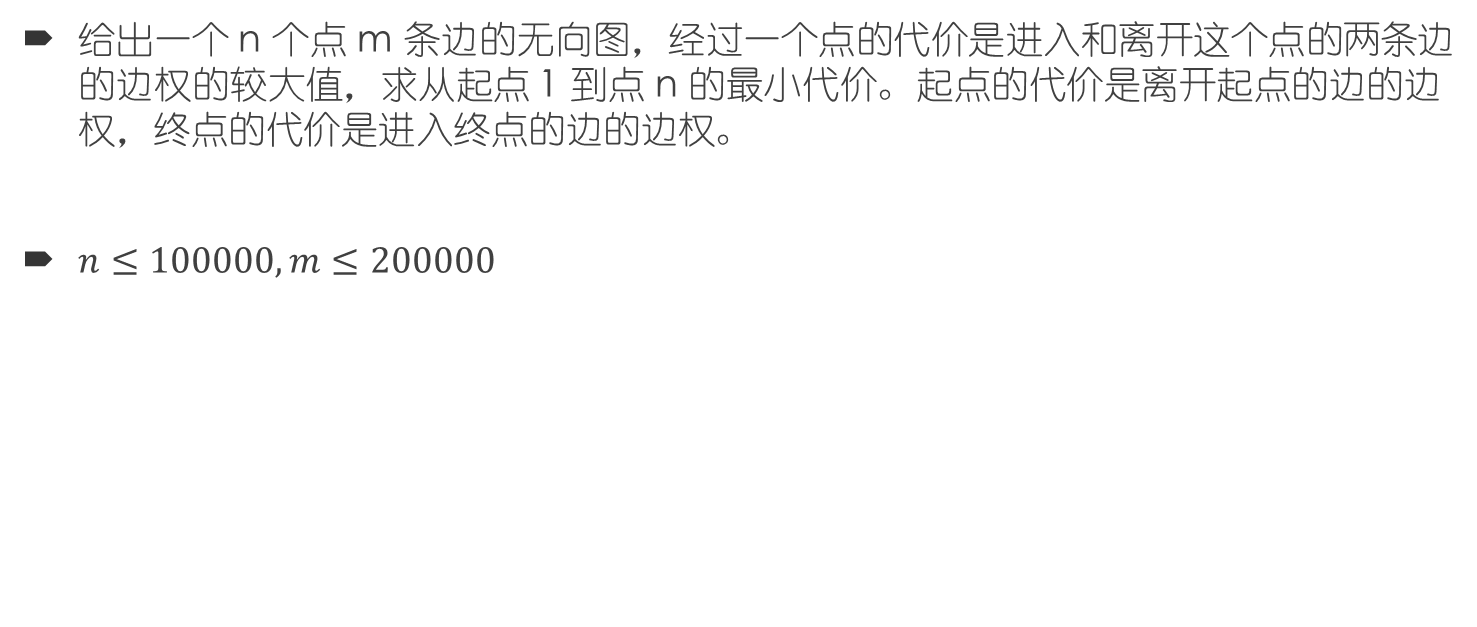 给出一个 n 个点 m 条边的无向图，经过一个点的代价是进入和离开这个点的两条边
的边权的较大值，求从起点 1 到点 n 的最小代价。起点的代价是离开起点的边的边
权，终点的代价是进入终点的边的边权。
n ≤ 100000, m ≤ 200000